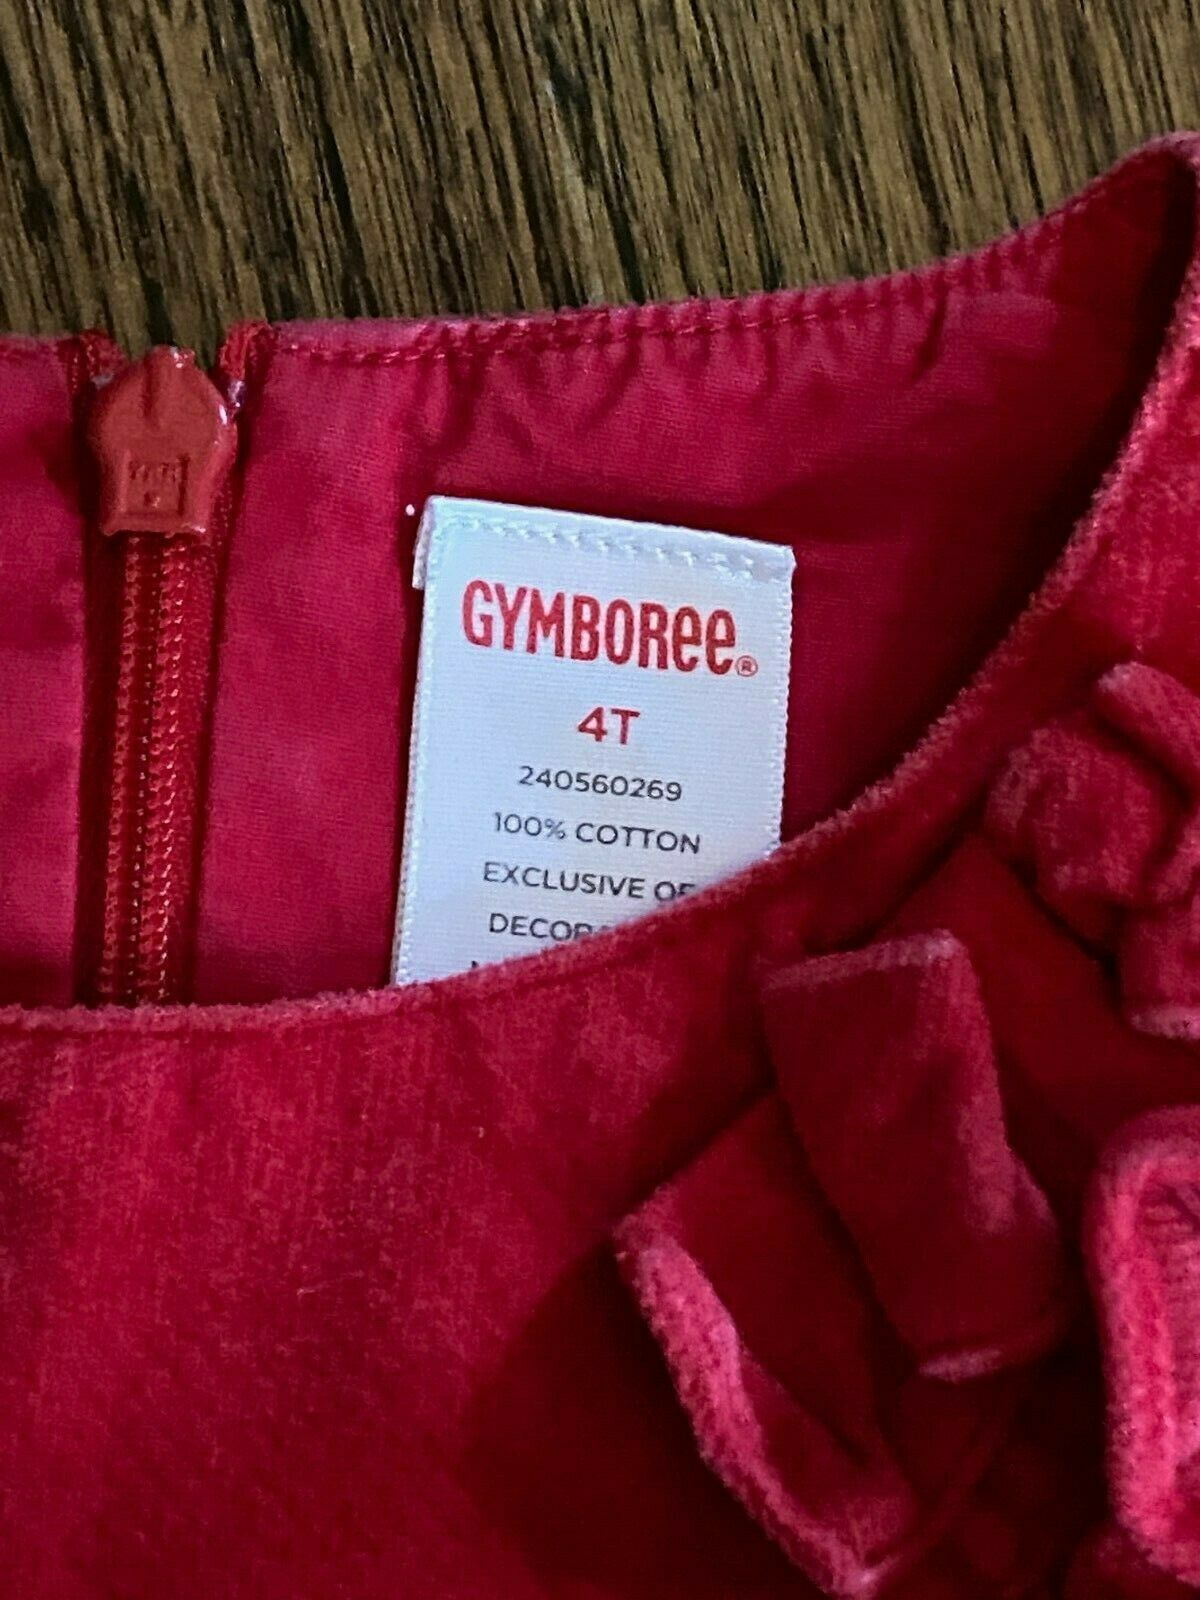 GYMBOREE®
4T
240560269
100% COTTON
EXCLUSIVE OF